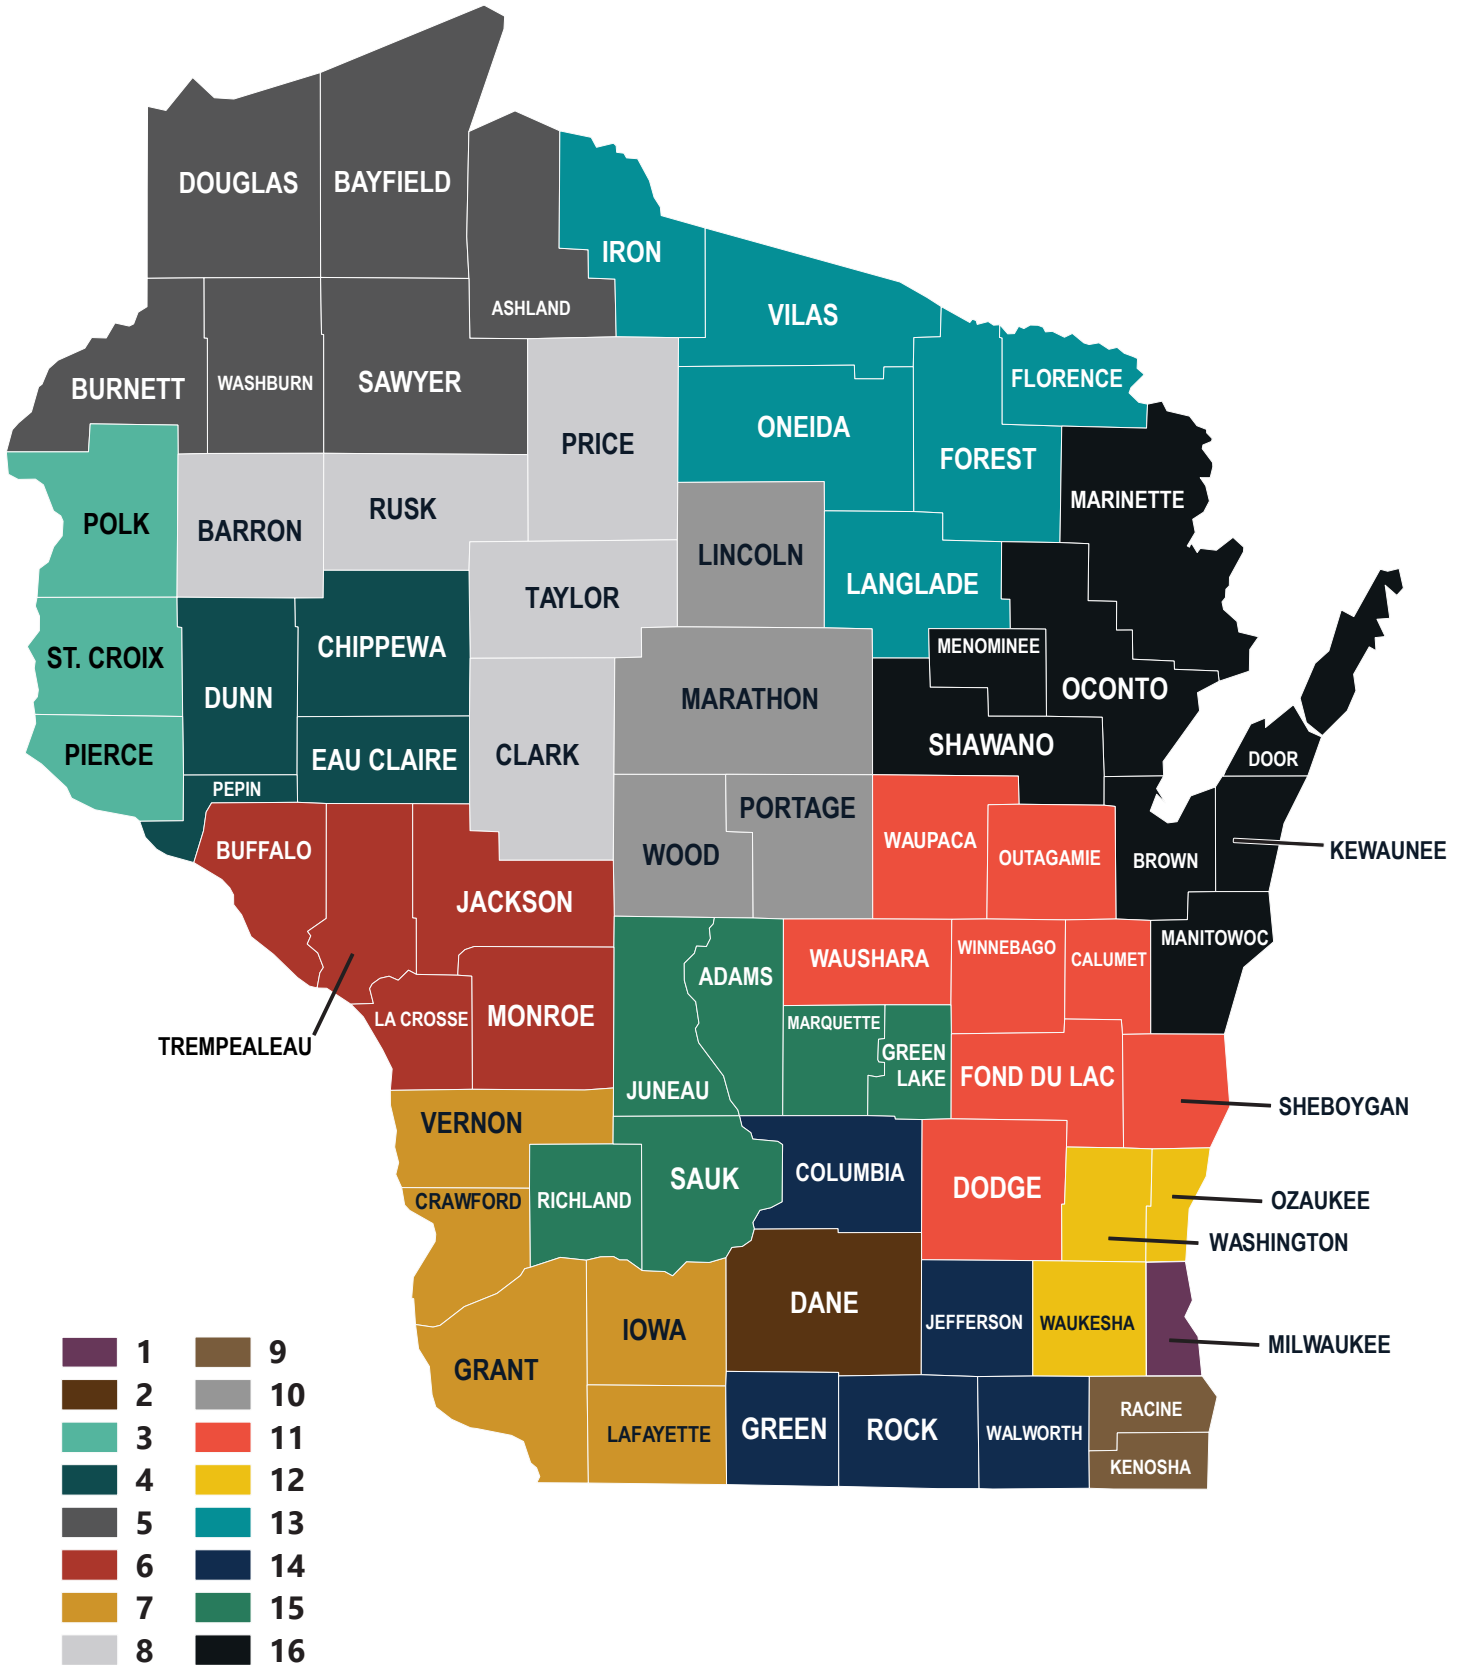 DOUGLAS
BAYFIELD
IRON
ASHLAND
VILAS
BURNETT
WASHBURN
SAWYER
FLORENCE
PRICE
ONEIDA
FOREST
MARINETTE
POLK
BARRON
RUSK
LINCOLN
LANGLADE
TAYLOR
ST. CROIX
CHIPPEWA
MENOMINEE
DUNN
MARATHON
OCONTO
PIERCE
EAU CLAIRE
CLARK
SHAWANO
DOOR
PEPIN
PORTAGE
BUFFALO
WOOD
WAUPACA
OUTAGAMIE
BROWN
KEWAUNEE
JACKSON
WAUSHARA
WINNEBAGO
CALUMET
MANITOWOC
ADAMS
TREMPEALEAU
LA CROSSE
MONROE
MARQUETTE
GREEN
LAKE
JUNEAU
FOND DU LAC
SHEBOYGAN
VERNON
SAUK
COLUMBIA
DODGE
CRAWFORD
RICHLAND
OZAUKEE
WASHINGTON
DANE
IOWA
JEFFERSON
WAUKESHA
MILWAUKEE
GRANT
RACINE
LAFAYETTE
GREEN
ROCK
WALWORTH
KENOSHA
1
2
3
4
5
6
7
8
9
10
11
12
13
14
15
16